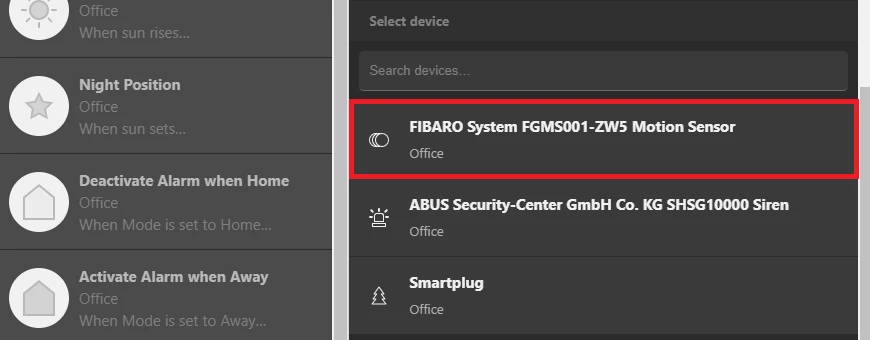 Office
When sun rises...
Night Position
Office
When sun sets...
Deactivate Alarm when Home
Office
When Mode is set to Home...
Activate Alarm when Away
Office
When Mode is set to Away...
Select device
Search devices...
FIBARO System FGMS001-ZW5 Motion Sensor
Office
ABUS Security-Center GmbH Co. KG SHSG10000 Siren
Office
Smartplug
Office